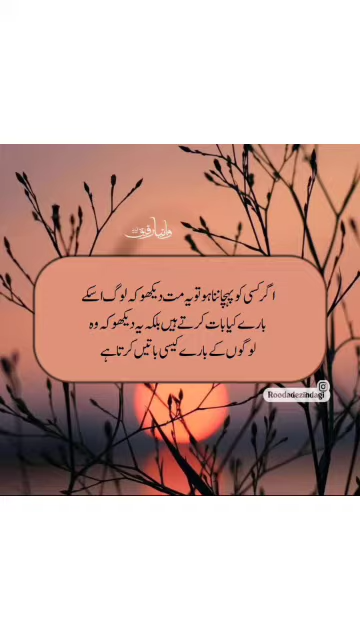 اگر کسی کو پہچاننا ہو تو یہ مت دیکھو کہ لوگ اسکے
بارے کیا بات کرتے ہیں بلکہ یہ دیکھو کہ وہ
لوگوں کے بارے کیسی باتیں کرتا ہے
Roodadezindagi